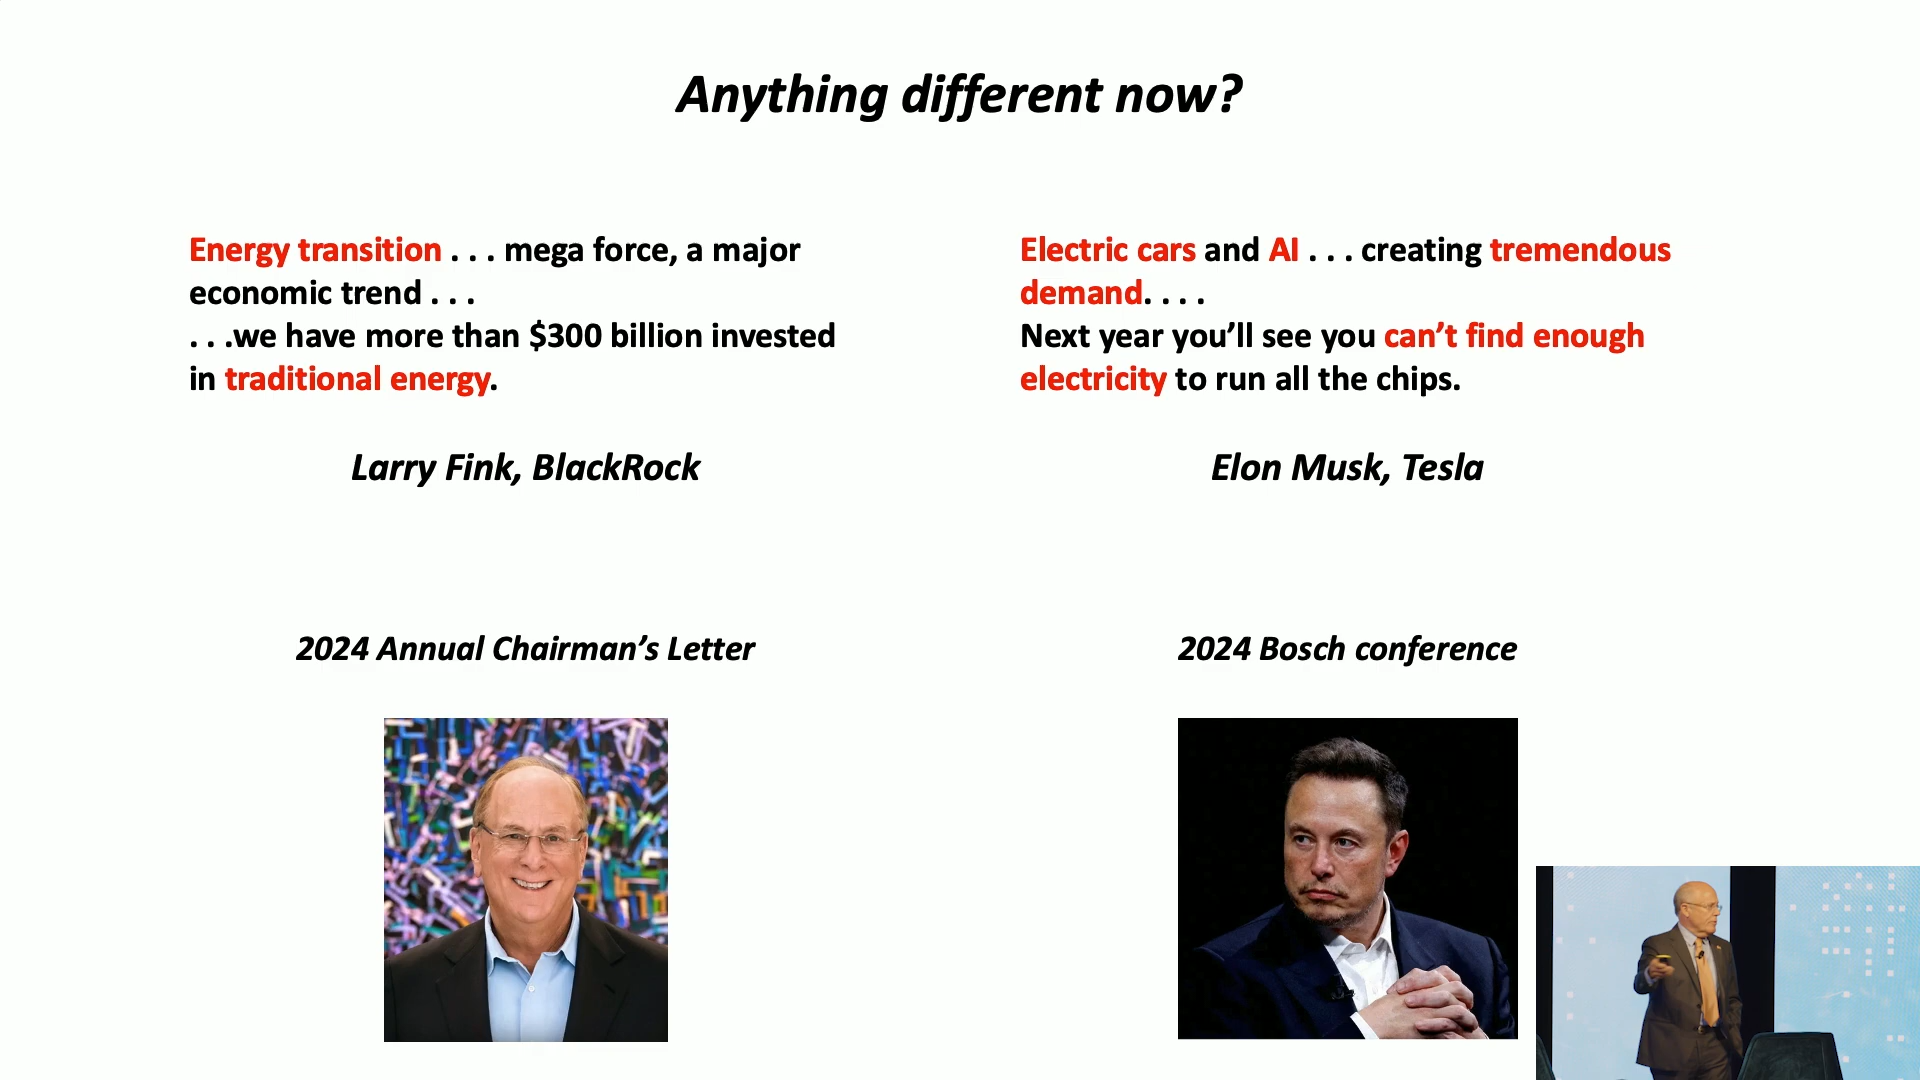 Anything different now?
Energy transition . . . mega force, a major
economic trend . . .
. . .we have more than $300 billion invested
in traditional energy.
Larry Fink, BlackRock
2024 Annual Chairman’s Letter
Electric cars and AI . . . creating tremendous
demand. . . .
Next year you’ll see you can’t find enough
electricity to run all the chips.
Elon Musk, Tesla
2024 Bosch conference